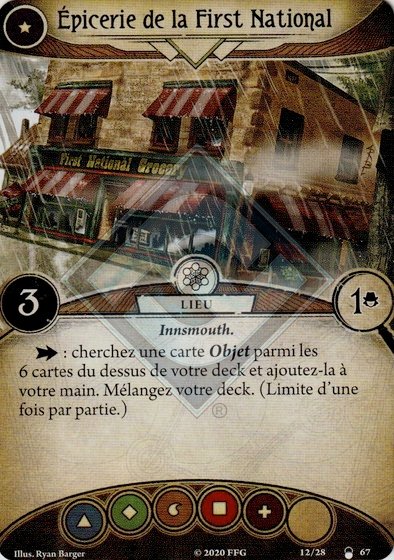 Épicerie de la First National
First National Grocery
3
LIEU
1
Innsmouth.
: cherchez une carte Objet parmi les
6 cartes du dessus de votre deck et ajoutez-la à
votre main. Mélangez votre deck. (Limite d'une
fois par partie.)
®
Illus. Ryan Barger
© 2020 FFG
12/28
67